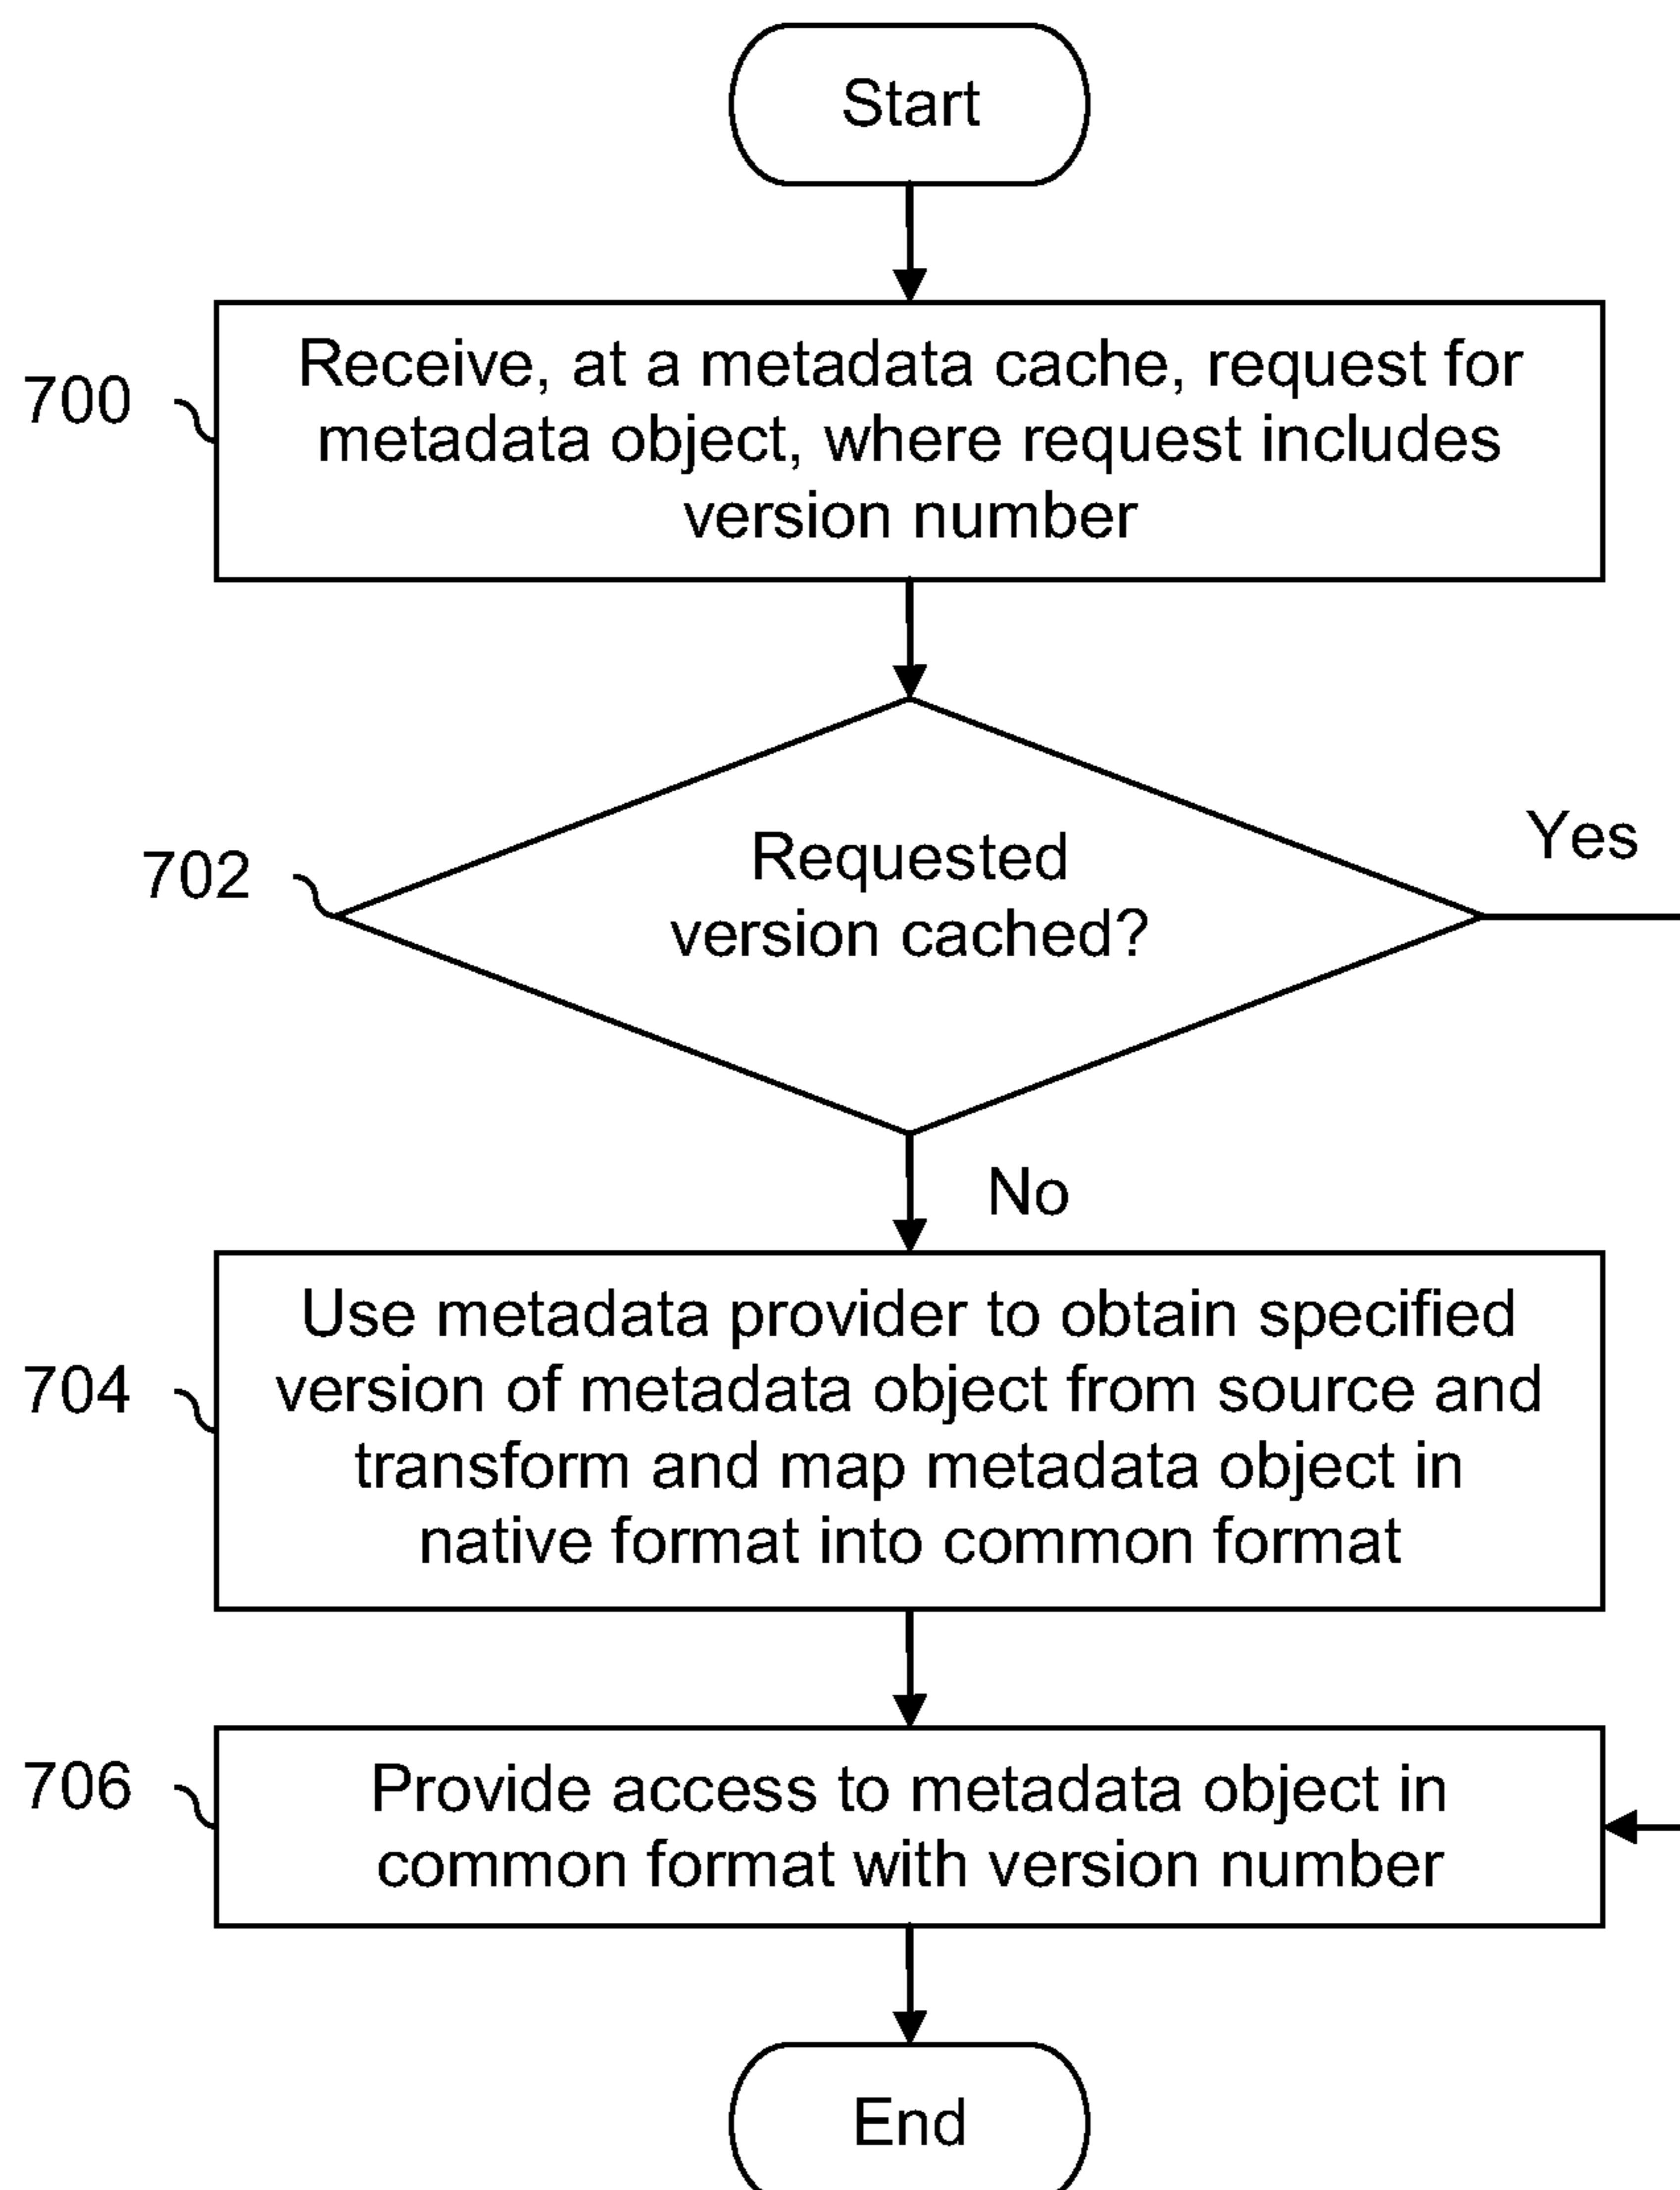 Start
700
Receive, at a metadata cache, request for
metadata object, where request includes
version number
702
Requested
version cached?
Yes
No
704
Use metadata provider to obtain specified
version of metadata object from source and
transform and map metadata object in
native format into common format
706
Provide access to metadata object in
common format with version number
End